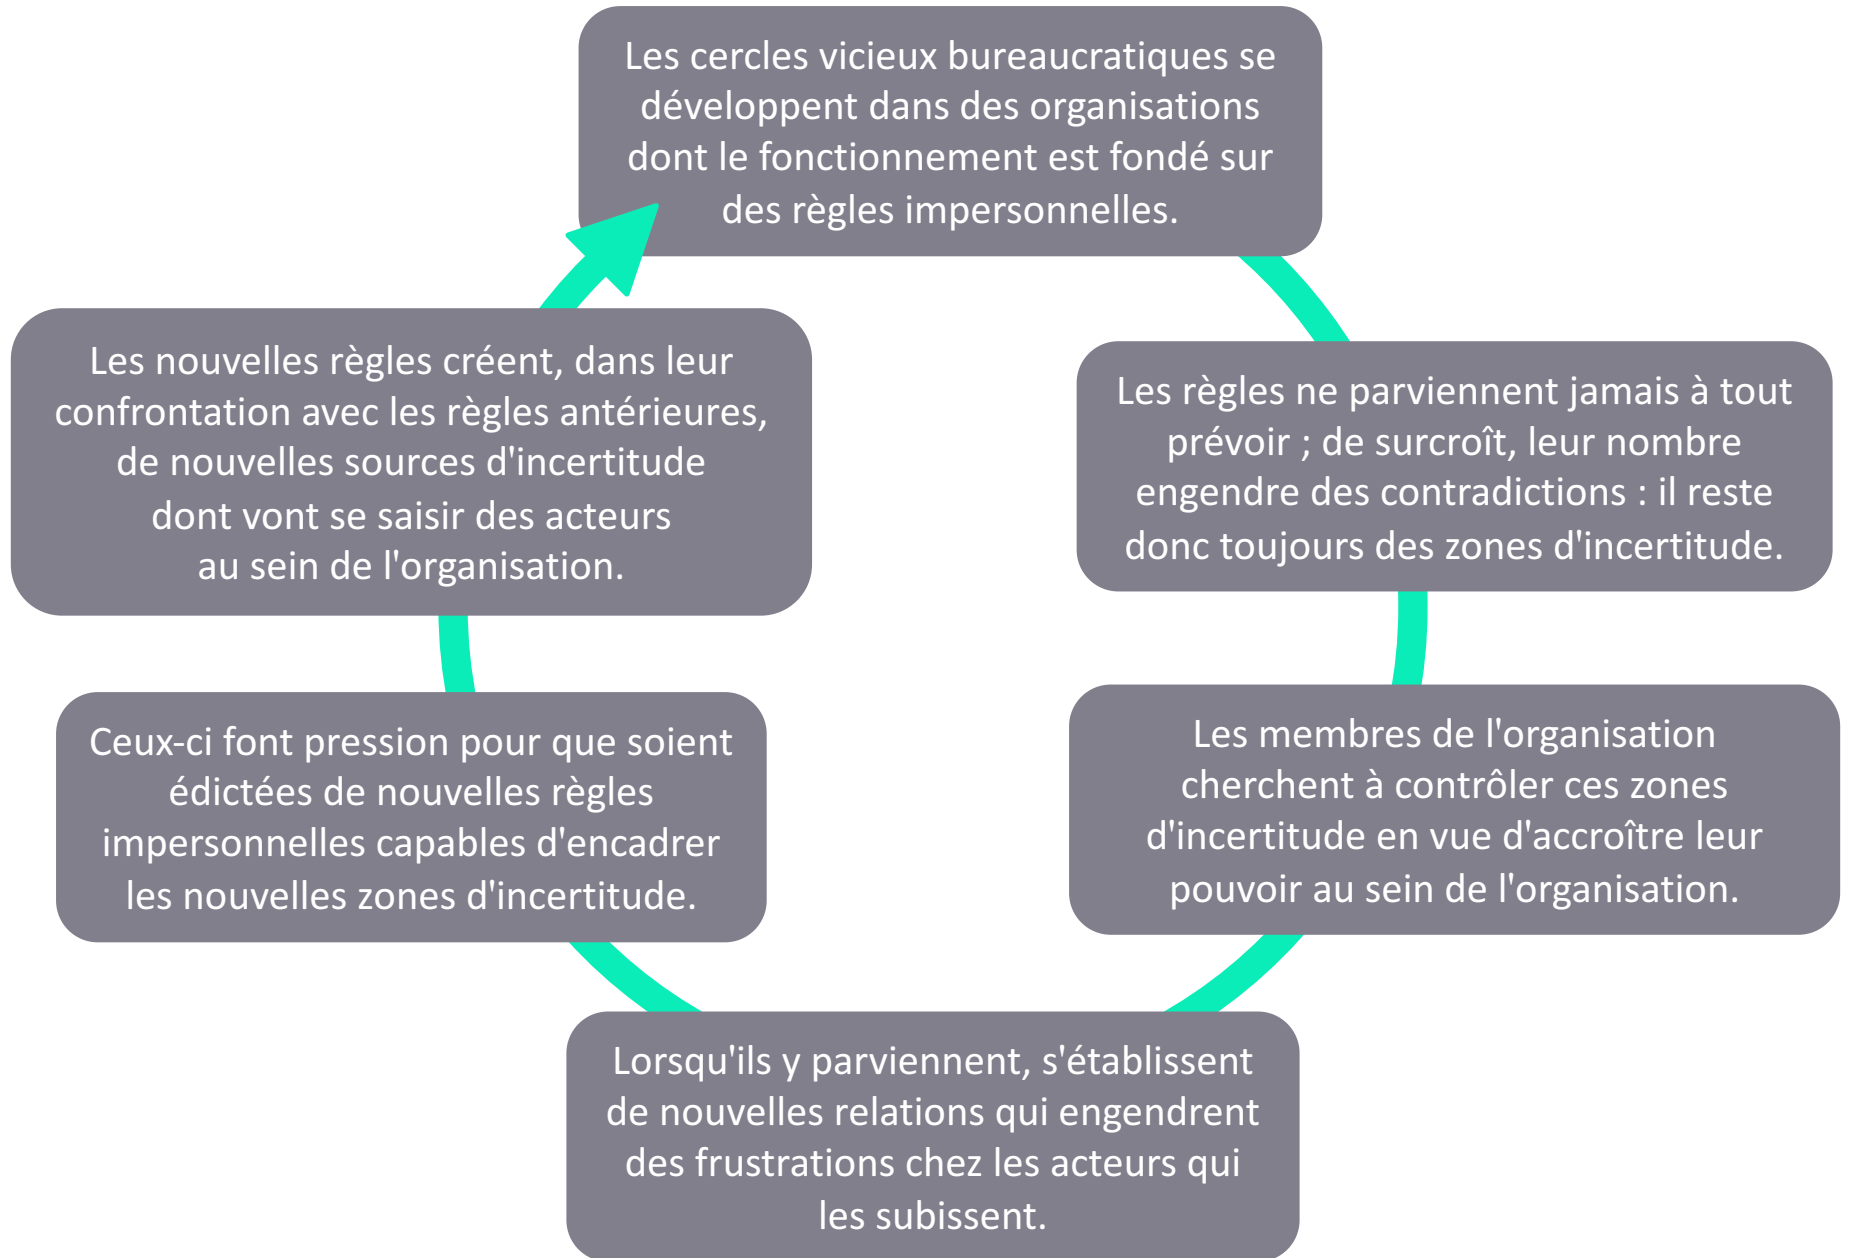 Les cercles vicieux bureaucratiques se
développent dans des organisations
dont le fonctionnement est fondé sur
des règles impersonnelles.
Les règles ne parviennent jamais à tout
prévoir ; de surcroît, leur nombre
engendre des contradictions : il reste
donc toujours des zones d'incertitude.
Les membres de l'organisation
cherchent à contrôler ces zones
d'incertitude en vue d'accroître leur
pouvoir au sein de l'organisation.
Lorsqu'ils y parviennent, s'établissent
de nouvelles relations qui engendrent
des frustrations chez les acteurs qui
les subissent.
Ceux-ci font pression pour que soient
édictées de nouvelles règles
impersonnelles capables d'encadrer
les nouvelles zones d'incertitude.
Les nouvelles règles créent, dans leur
confrontation avec les règles antérieures,
de nouvelles sources d'incertitude
dont vont se saisir des acteurs
au sein de l'organisation.